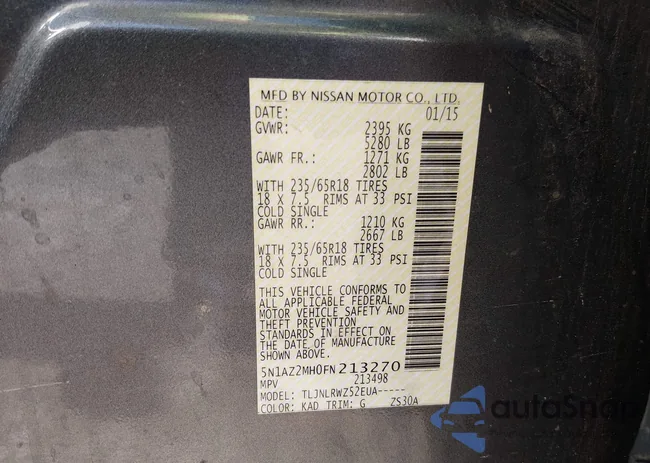 MFD BY NISSAN MOTOR CO., LTD.
DATE: 01/15
GVWR: 2395 KG
5280 LB
GAWR FR.: 1271 KG
2802 LB
WITH 235/65R18 TIRES
18 X 7.5 RIMS AT 33 PSI
COLD SINGLE
GAWR RR.: 1210 KG
2667 LB
WITH 235/65R18 TIRES
18 X 7.5 RIMS AT 33 PSI
COLD SINGLE
THIS VEHICLE CONFORMS TO
ALL APPLICABLE FEDERAL
MOTOR VEHICLE SAFETY AND
THEFT PREVENTION
STANDARDS IN EFFECT ON
THE DATE OF MANUFACTURE
SHOWN ABOVE.
5N1AZ2MH0FN213270
MPV 213498
MODEL: TLJNLRWZ52EUA-----
COLOR: KAD TRIM: G ZS30A
autoSnap